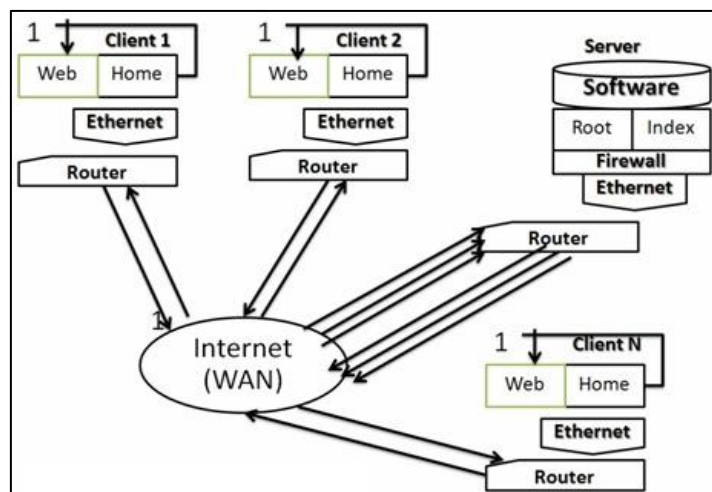 1
Client 1
Web
Home
Ethernet
Router
1
Client 2
Web
Home
Ethernet
Router
Server
Software
Root
Index
Firewall
Ethernet
Router
1
Internet
(WAN)
1
Client N
Web
Home
Ethernet
Router